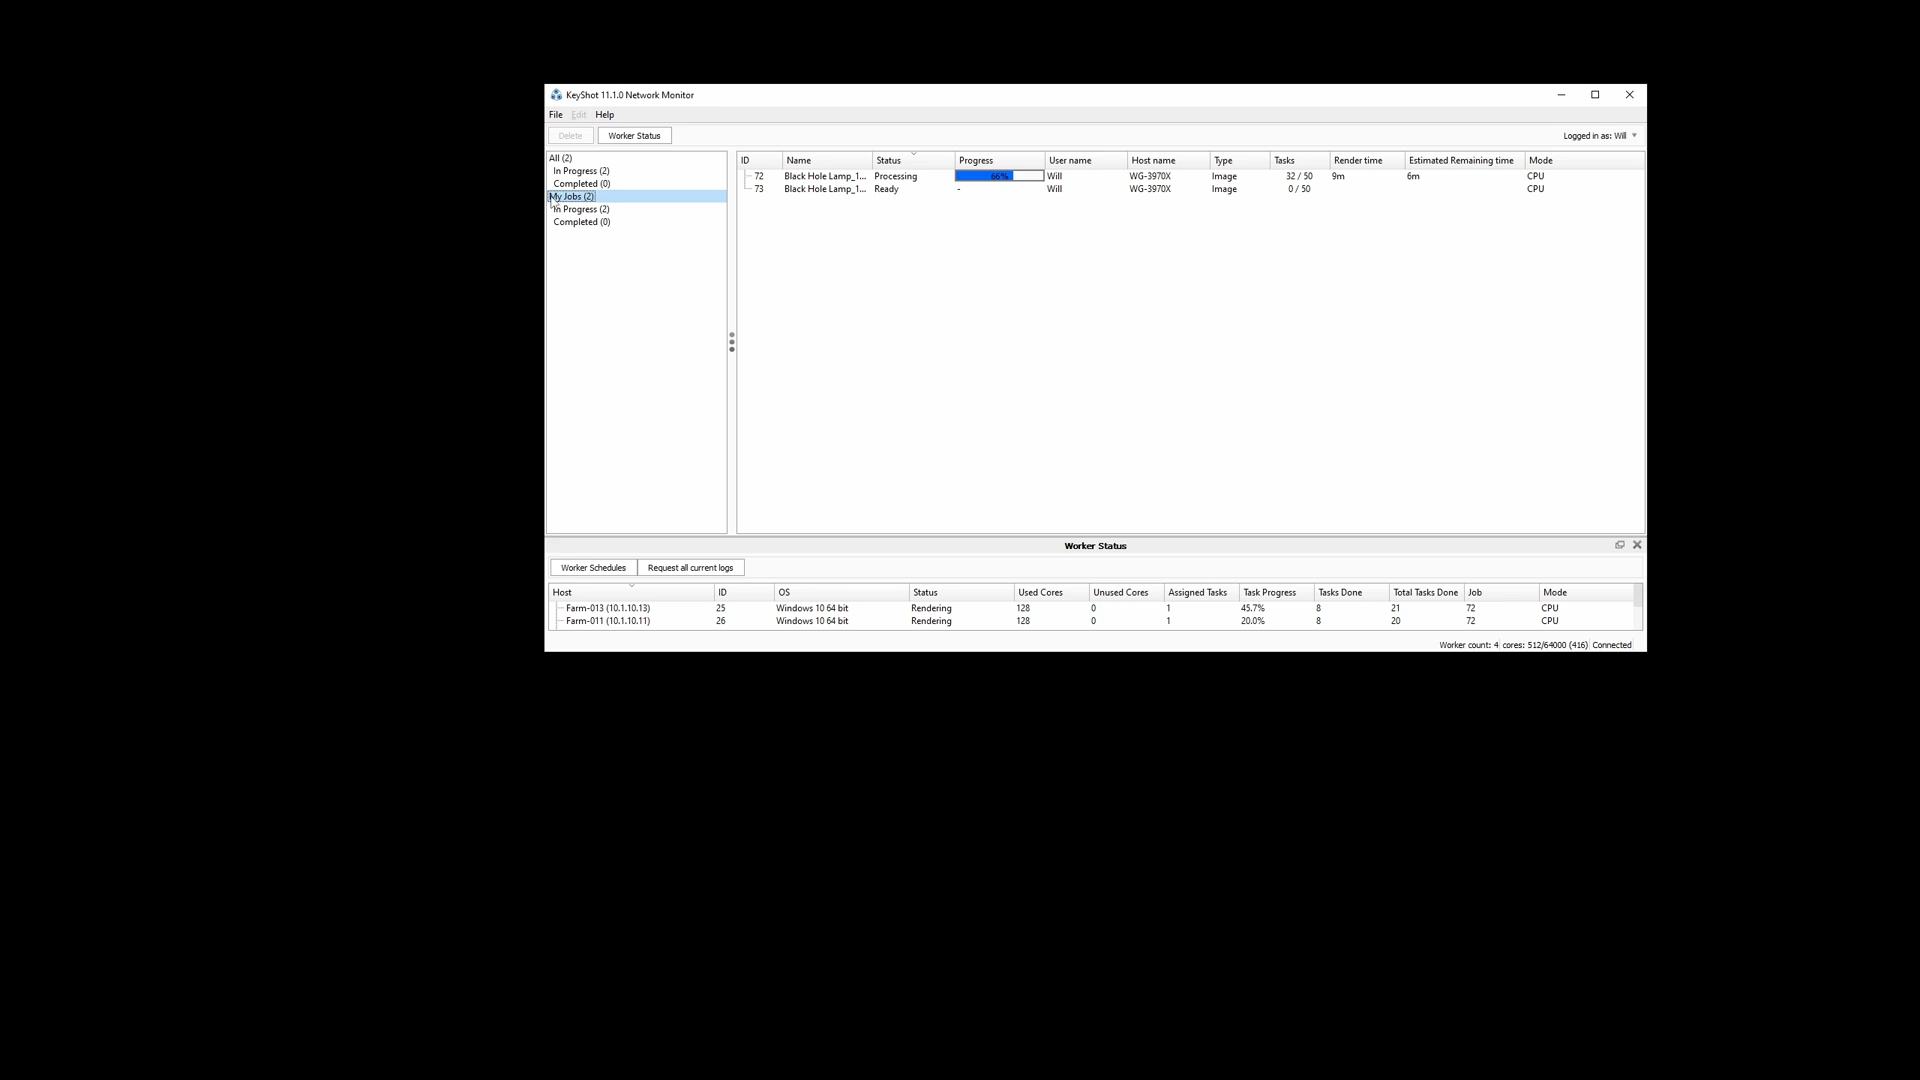 KeyShot 11.1.0 Network Monitor
File Edit Help
Delete Worker Status Logged in as: Will
All (2)
In Progress (2)
Completed (0)
My Jobs (2)
In Progress (2)
Completed (0)
ID Name Status Progress User name Host name Type Tasks Render time Estimated Remaining time Mode
72 Black Hole Lamp_1... Processing 66% Will WG-3970X Image 32 / 50 9m 6m CPU
73 Black Hole Lamp_1... Ready - Will WG-3970X Image 0 / 50 CPU
Worker Status
Worker Schedules Request all current logs
Host ID OS Status Used Cores Unused Cores Assigned Tasks Task Progress Tasks Done Total Tasks Done Job Mode
Farm-013 (10.1.10.13) 25 Windows 10 64 bit Rendering 128 0 1 45.7% 8 21 72 CPU
Farm-011 (10.1.10.11) 26 Windows 10 64 bit Rendering 128 0 1 20.0% 8 20 72 CPU
Worker count: 4 cores: 512/64000 (416) Connected